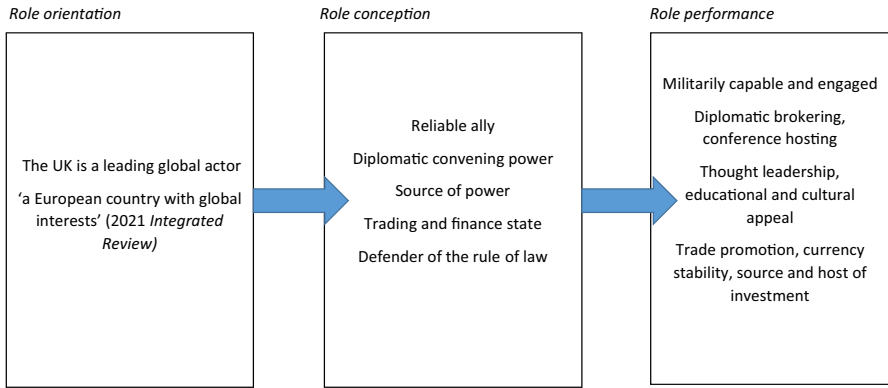 Role orientation
The UK is a leading global actor
‘a European country with global
interests’ (2021 Integrated
Review)
Role conception
Reliable ally
Diplomatic convening power
Source of power
Trading and finance state
Defender of the rule of law
Role performance
Militarily capable and engaged
Diplomatic brokering,
conference hosting
Thought leadership,
educational and cultural
appeal
Trade promotion, currency
stability, source and host of
investment